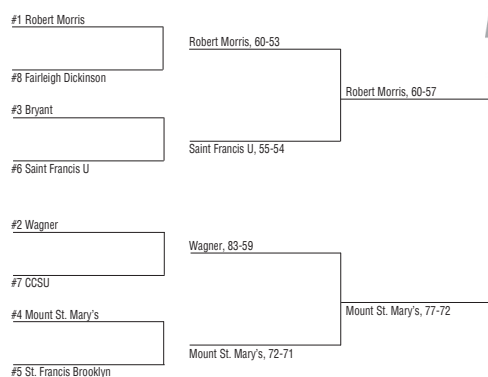 #1 Robert Morris
Robert Morris, 60-53
#8 Fairleigh Dickinson
Robert Morris, 60-57
#3 Bryant
Saint Francis U, 55-54
#6 Saint Francis U
#2 Wagner
Wagner, 83-59
#7 CCSU
Mount St. Mary's, 77-72
#4 Mount St. Mary's
Mount St. Mary's, 72-71
#5 St. Francis Brooklyn